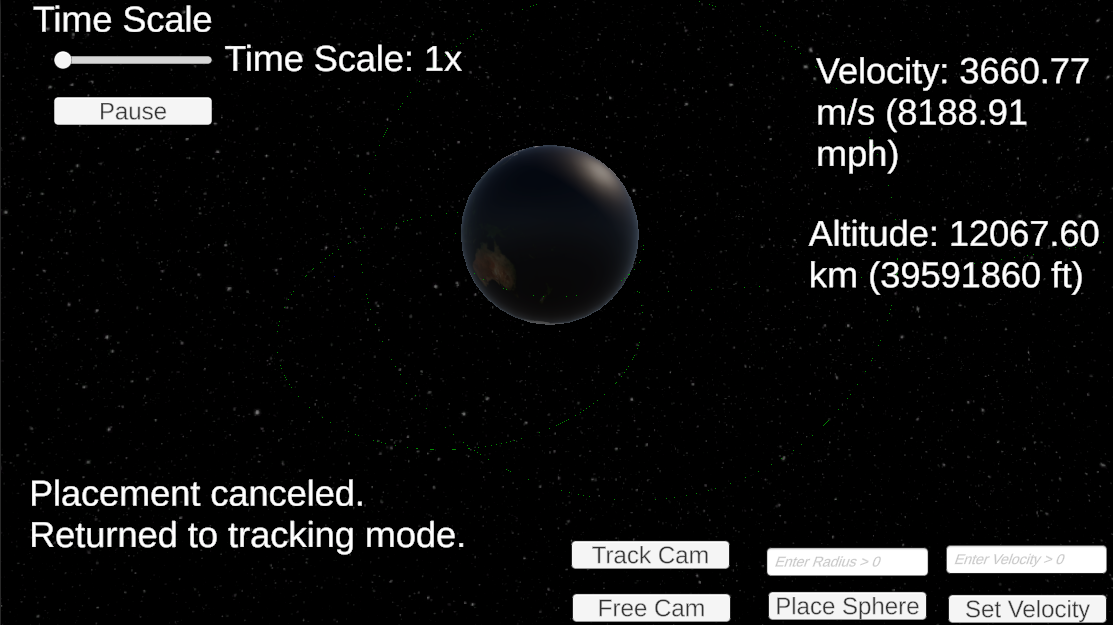 Time Scale
Time Scale: 1x
Pause
Velocity: 3660.77
m/s (8188.91
mph)
Altitude: 12067.60
km (39591860 ft)
Placement canceled.
Returned to tracking mode.
Track Cam
Enter Radius > 0
Enter Velocity > 0
Free Cam
Place Sphere
Set Velocity